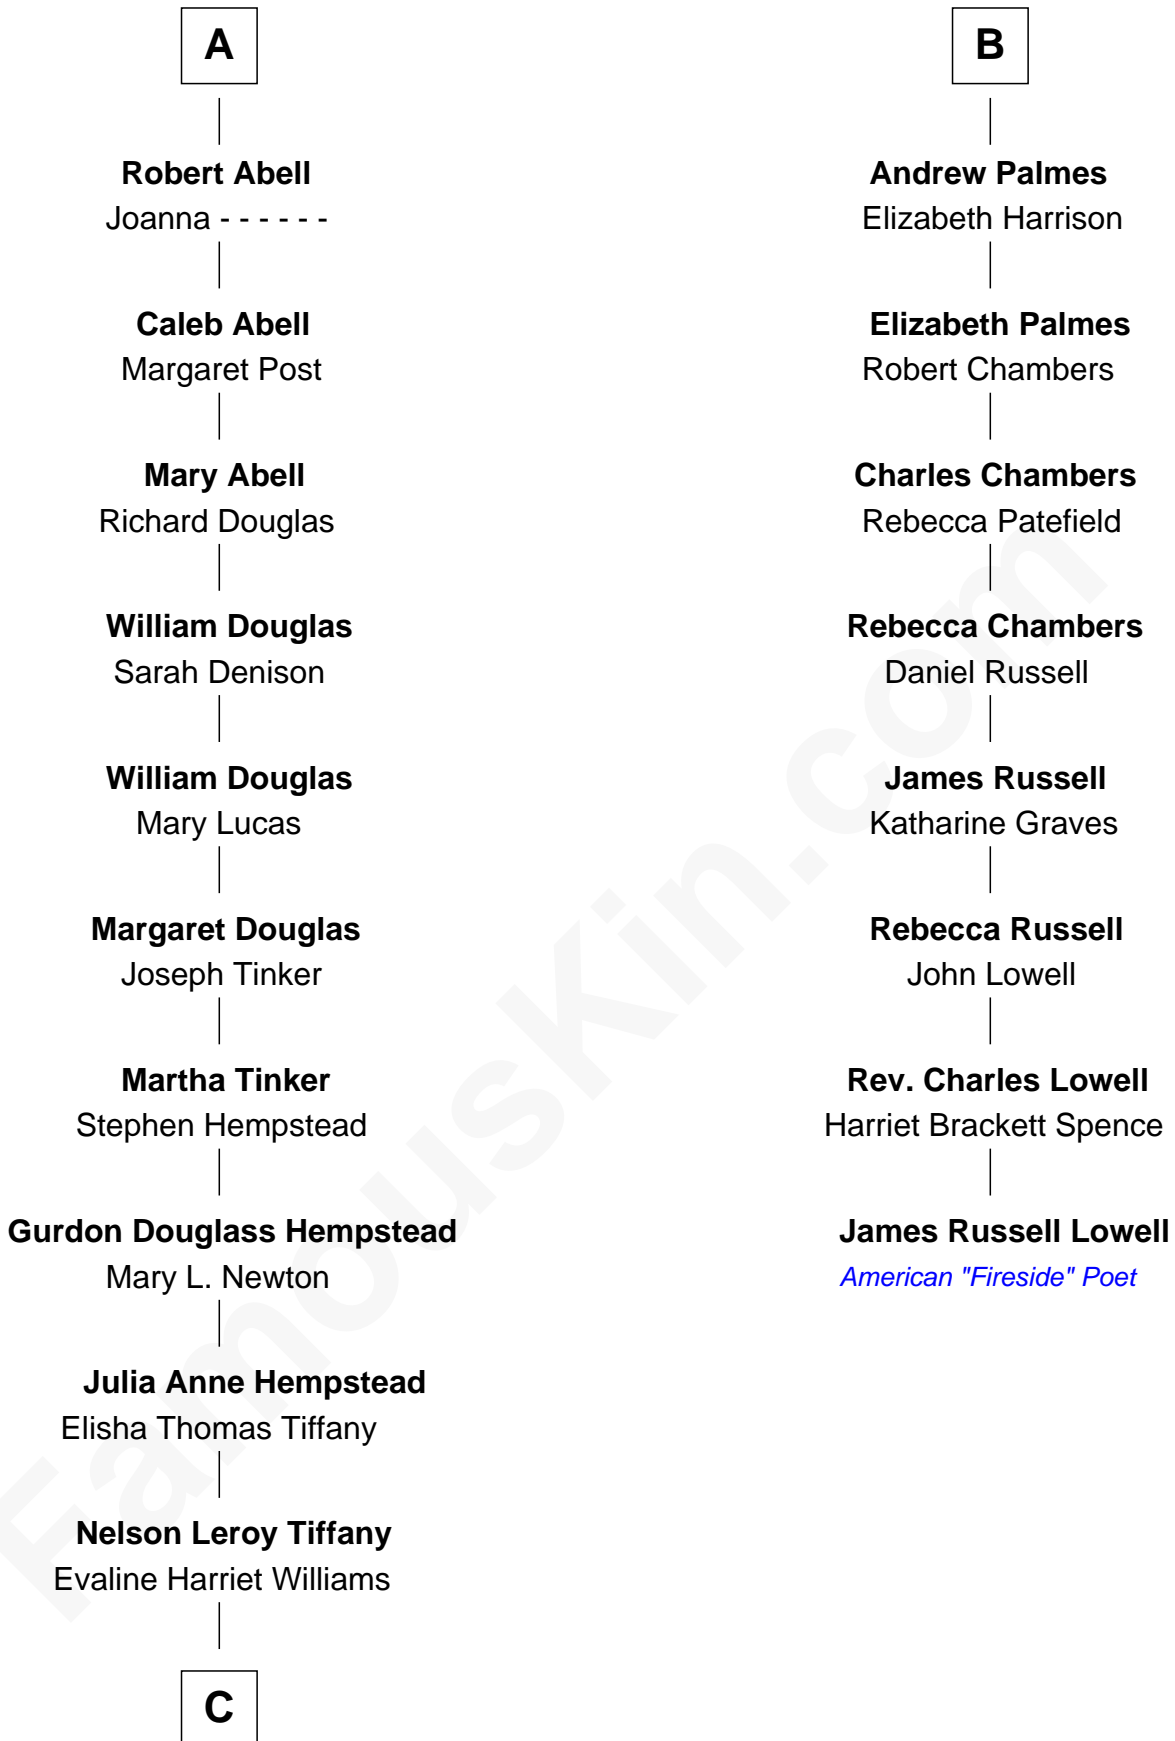 A
Robert Abell
Joanna - - - - - -
Caleb Abell
Margaret Post
Mary Abell
Richard Douglas
William Douglas
Sarah Denison
William Douglas
Mary Lucas
Margaret Douglas
Joseph Tinker
Martha Tinker
Stephen Hempstead
Gurdon Douglass Hempstead
Mary L. Newton
Julia Anne Hempstead
Elisha Thomas Tiffany
Nelson Leroy Tiffany
Evaline Harriet Williams
C
B
Andrew Palmes
Elizabeth Harrison
Elizabeth Palmes
Robert Chambers
Charles Chambers
Rebecca Patefield
Rebecca Chambers
Daniel Russell
James Russell
Katharine Graves
Rebecca Russell
John Lowell
Rev. Charles Lowell
Harriet Brackett Spence
James Russell Lowell
American "Fireside" Poet
FamousKin.com